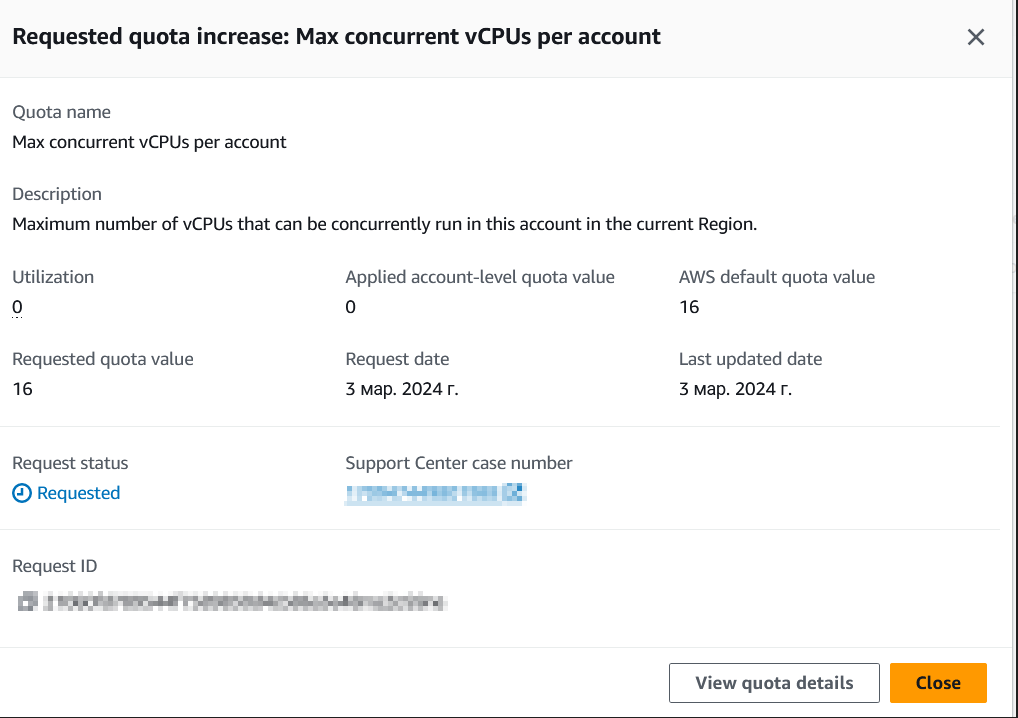 Requested quota increase: Max concurrent vCPUs per account
Quota name
Max concurrent vCPUs per account
Description
Maximum number of vCPUs that can be concurrently run in this account in the current Region.
Utilization Applied account-level quota value AWS default quota value
0 0 16
Requested quota value Request date Last updated date
16 3 мар. 2024 г. 3 мар. 2024 г.
Request status Support Center case number
Requested
Request ID
View quota details Close